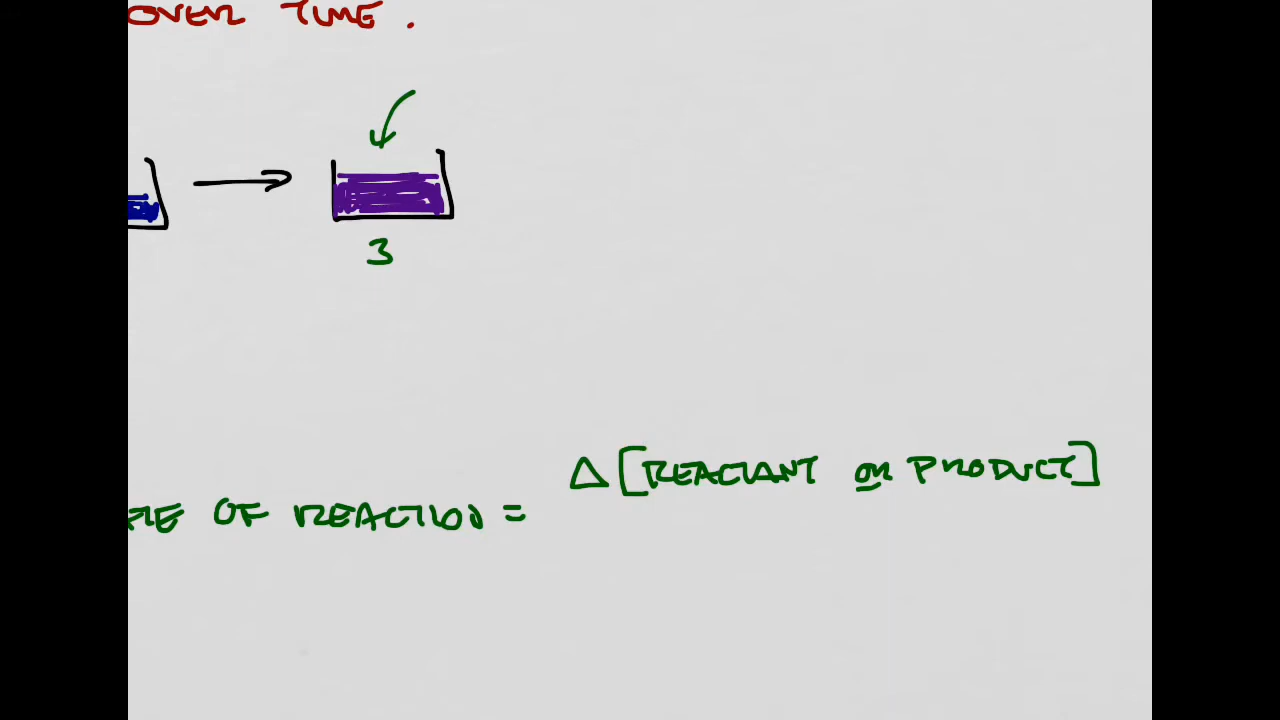 OVER TIME.
3
Δ [REACTANT OR PRODUCT]
OF REACTION =